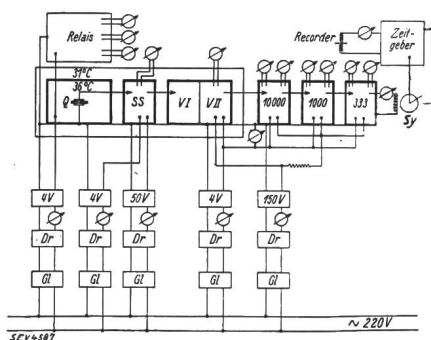 Relais
Recorder
Zeit-
geber
31°C
36°C
Q
SS
VI
VII
10000
1000
333
Sy
4V
4V
50V
4V
150V
Dr
Dr
Dr
Dr
Dr
Gl
Gl
Gl
Gl
Gl
~ 220V
SEV4587